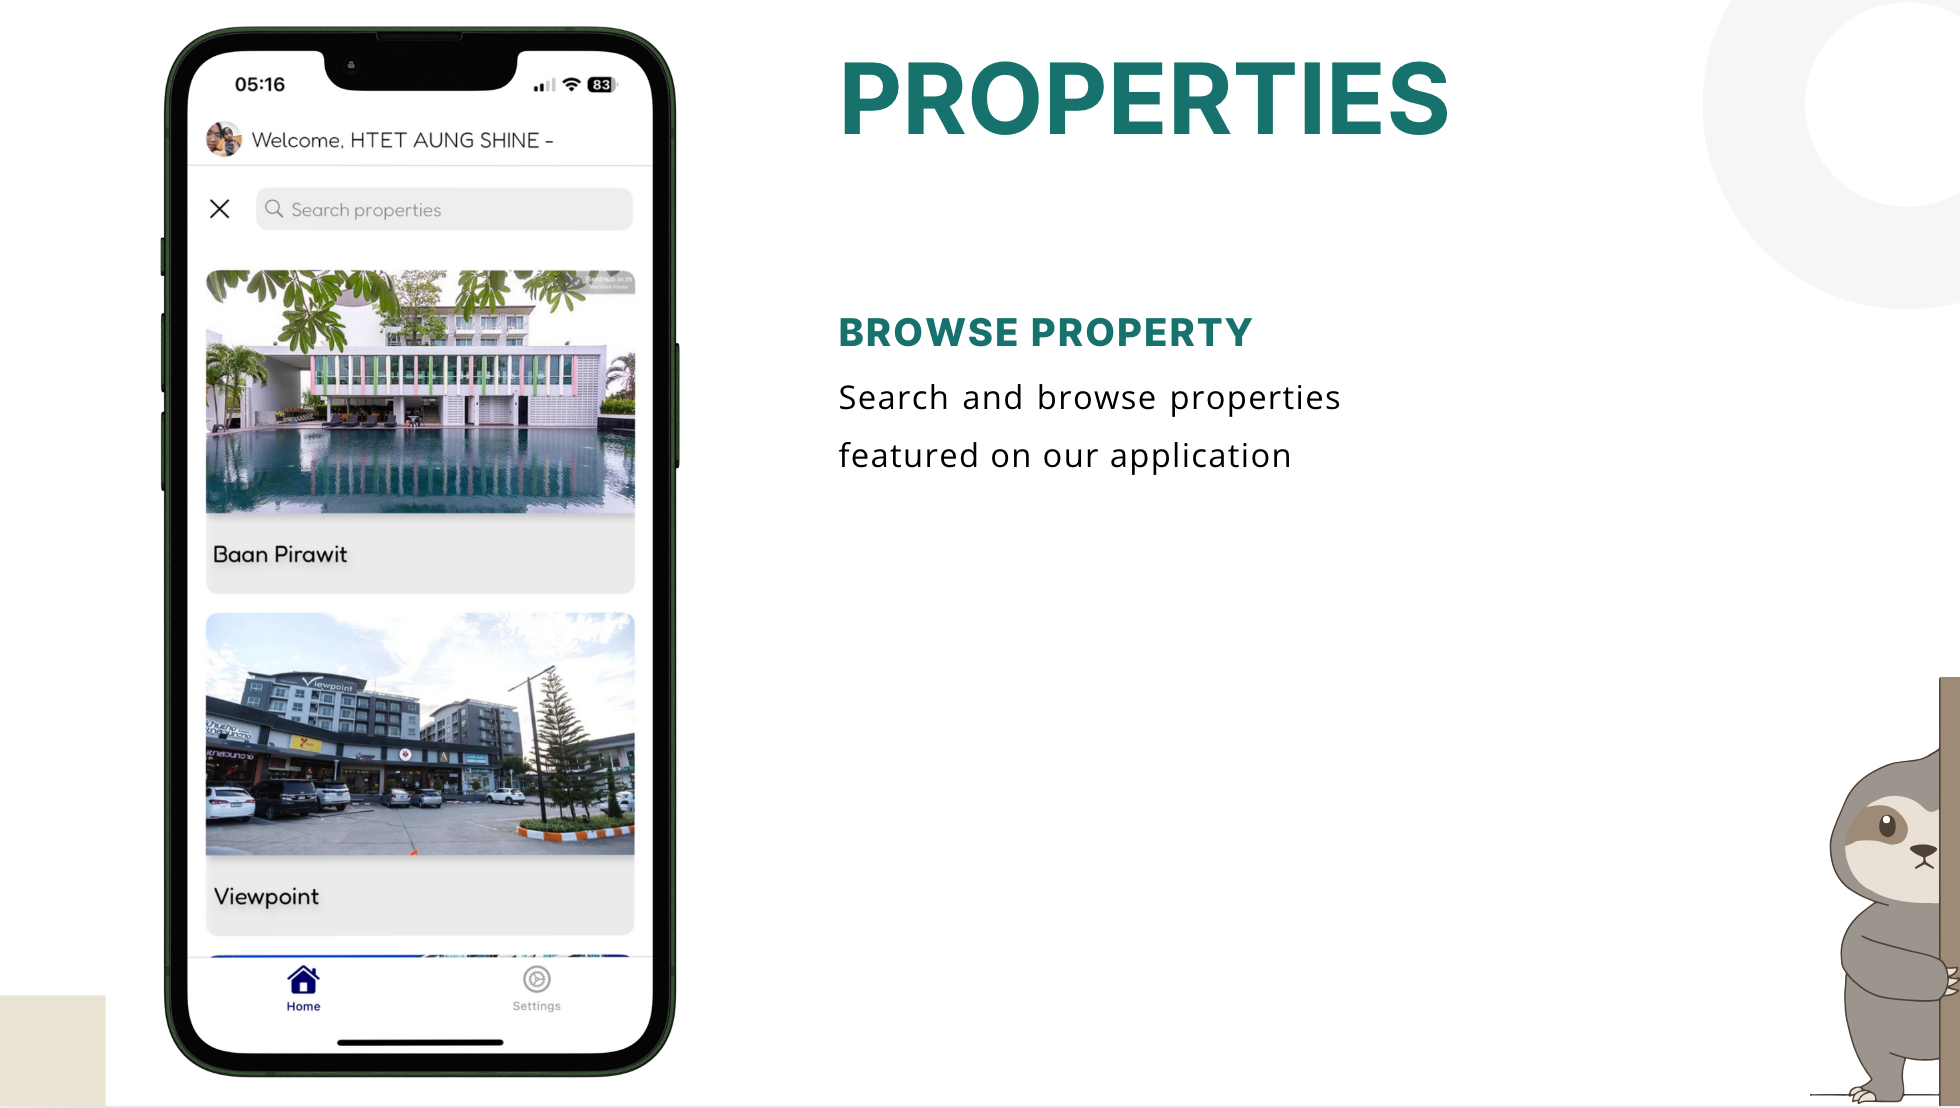 05:16
83
Welcome, HTET AUNG SHINE -
Search properties
Baan Pirawit
Viewpoint
Viewpoint
Home
Settings
PROPERTIES
BROWSE PROPERTY
Search and browse properties
featured on our application